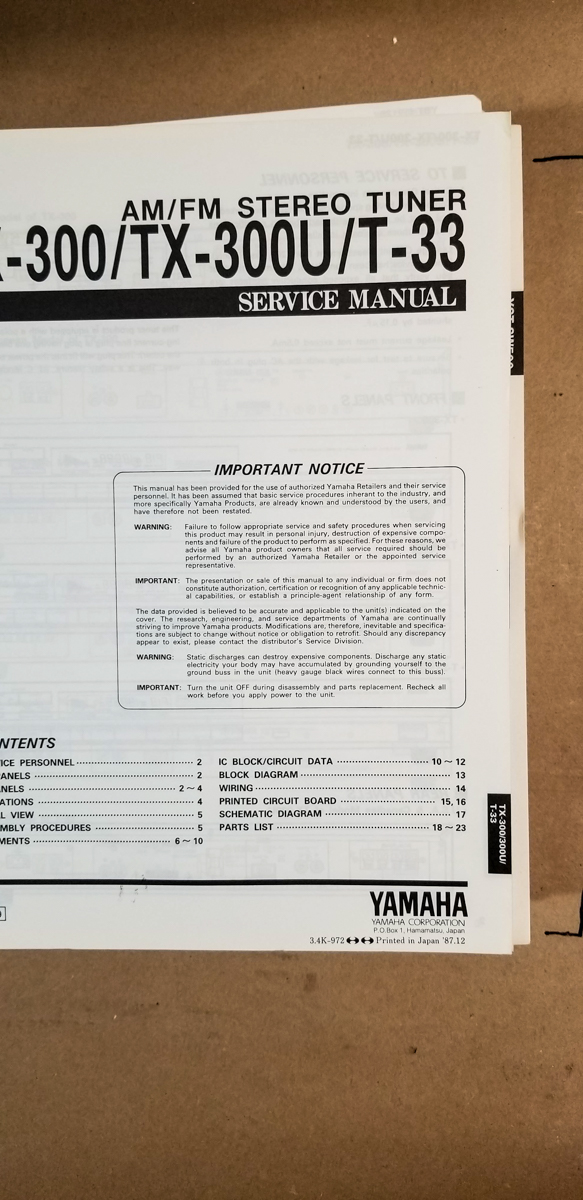 AM/FM STEREO TUNER
-300/TX-300U/T-33
SERVICE MANUAL
IMPORTANT NOTICE
This manual has been provided for the use of authorized Yamaha Retailers and their service
personnel. It has been assumed that basic service procedures inherant to the industry, and
more specifically Yamaha Products, are already known and understood by the users, and
have therefore not been restated.
WARNING: Failure to follow appropriate service and safety procedures when servicing
this product may result in personal injury, destruction of expensive compo-
nents and failure of the product to perform as specified. For these reasons, we
advise all Yamaha product owners that all service required should be
performed by an authorized Yamaha Retailer or the appointed service
representative.
IMPORTANT: The presentation or sale of this manual to any individual or firm does not
constitute authorization, certification or recognition of any applicable technic-
al capabilities, or establish a principle-agent relationship of any form.
The data provided is believed to be accurate and applicable to the unit(s) indicated on the
cover. The research, engineering, and service departments of Yamaha are continually
striving to improve Yamaha products. Modifications are, therefore, inevitable and specifica-
tions are subject to change without notice or obligation to retrofit. Should any discrepancy
appear to exist, please contact the distributor's Service Division.
WARNING: Static discharges can destroy expensive components. Discharge any static
electricity your body may have accumulated by grounding yourself to the
ground buss in the unit (heavy gauge black wires connect to this buss).
IMPORTANT: Turn the unit OFF during disassembly and parts replacement. Recheck all
work before you apply power to the unit.
NTENTS
ICE PERSONNEL 2
ANELS 2
NELS 2~4
ATIONS 4
L VIEW 5
MBLY PROCEDURES 5
MENTS 6~10
IC BLOCK/CIRCUIT DATA 10~12
BLOCK DIAGRAM 13
WIRING 14
PRINTED CIRCUIT BOARD 15, 16
SCHEMATIC DIAGRAM 17
PARTS LIST 18~23
TX-300/300U/
T-33
YAMAHA
YAMAHA CORPORATION
P.O.Box 1, Hamamatsu, Japan
3.4K-972 Printed in Japan '87.12